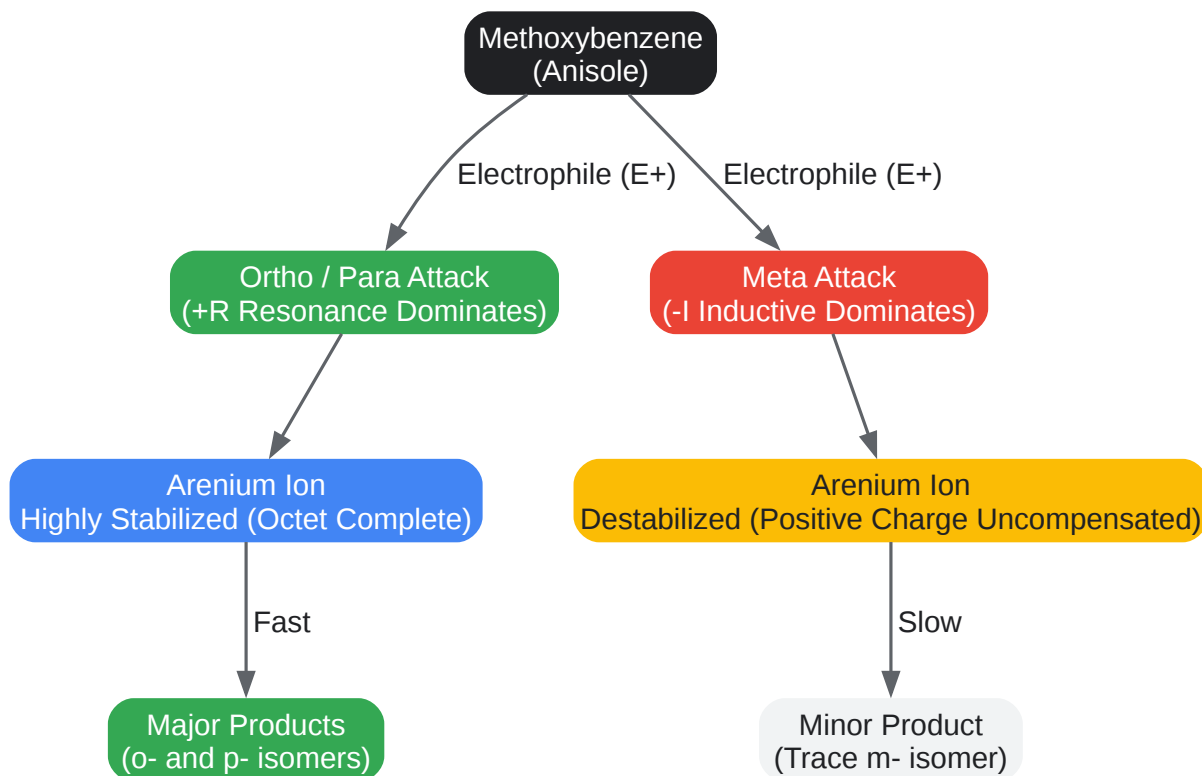 Methoxybenzene
(Anisole)
Electrophile (E+)
Electrophile (E+)
Ortho / Para Attack
(+R Resonance Dominates)
Meta Attack
(-I Inductive Dominates)
Arenium Ion
Highly Stabilized (Octet Complete)
Arenium Ion
Destabilized (Positive Charge Uncompensated)
Fast
Slow
Major Products
(o- and p- isomers)
Minor Product
(Trace m- isomer)